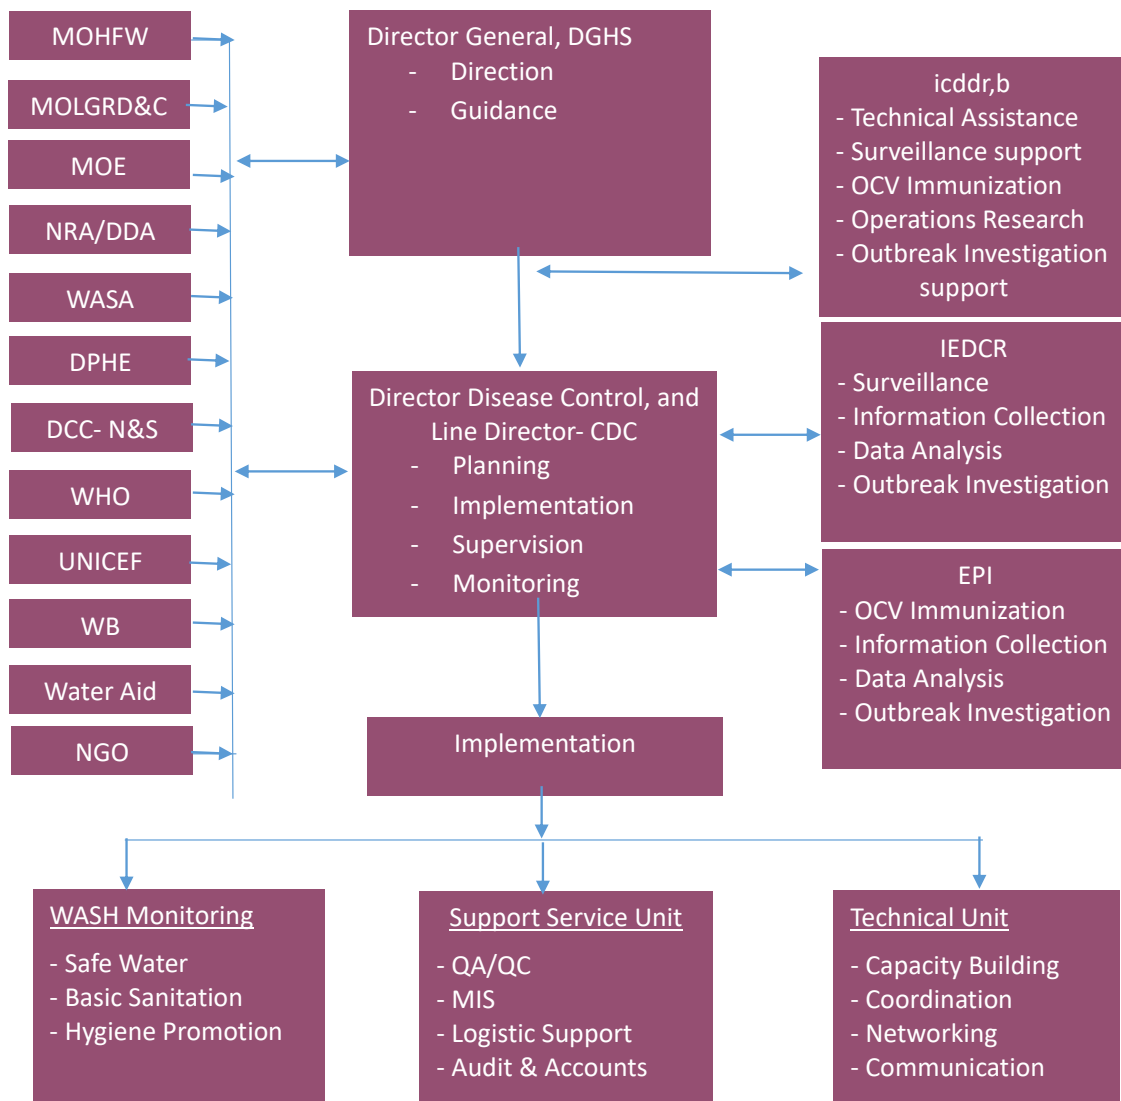 MOHFW
MOLGRD&C
MOE
NRA/DDA
WASA
DPHE
DCC- N&S
WHO
UNICEF
WB
Water Aid
NGO
Director General, DGHS
- Direction
- Guidance
icddr,b
- Technical Assistance
- Surveillance support
- OCV Immunization
- Operations Research
- Outbreak Investigation
support
Director Disease Control, and
Line Director- CDC
- Planning
- Implementation
- Supervision
- Monitoring
IEDCR
- Surveillance
- Information Collection
- Data Analysis
- Outbreak Investigation
EPI
- OCV Immunization
- Information Collection
- Data Analysis
- Outbreak Investigation
Implementation
WASH Monitoring
- Safe Water
- Basic Sanitation
- Hygiene Promotion
Support Service Unit
- QA/QC
- MIS
- Logistic Support
- Audit & Accounts
Technical Unit
- Capacity Building
- Coordination
- Networking
- Communication